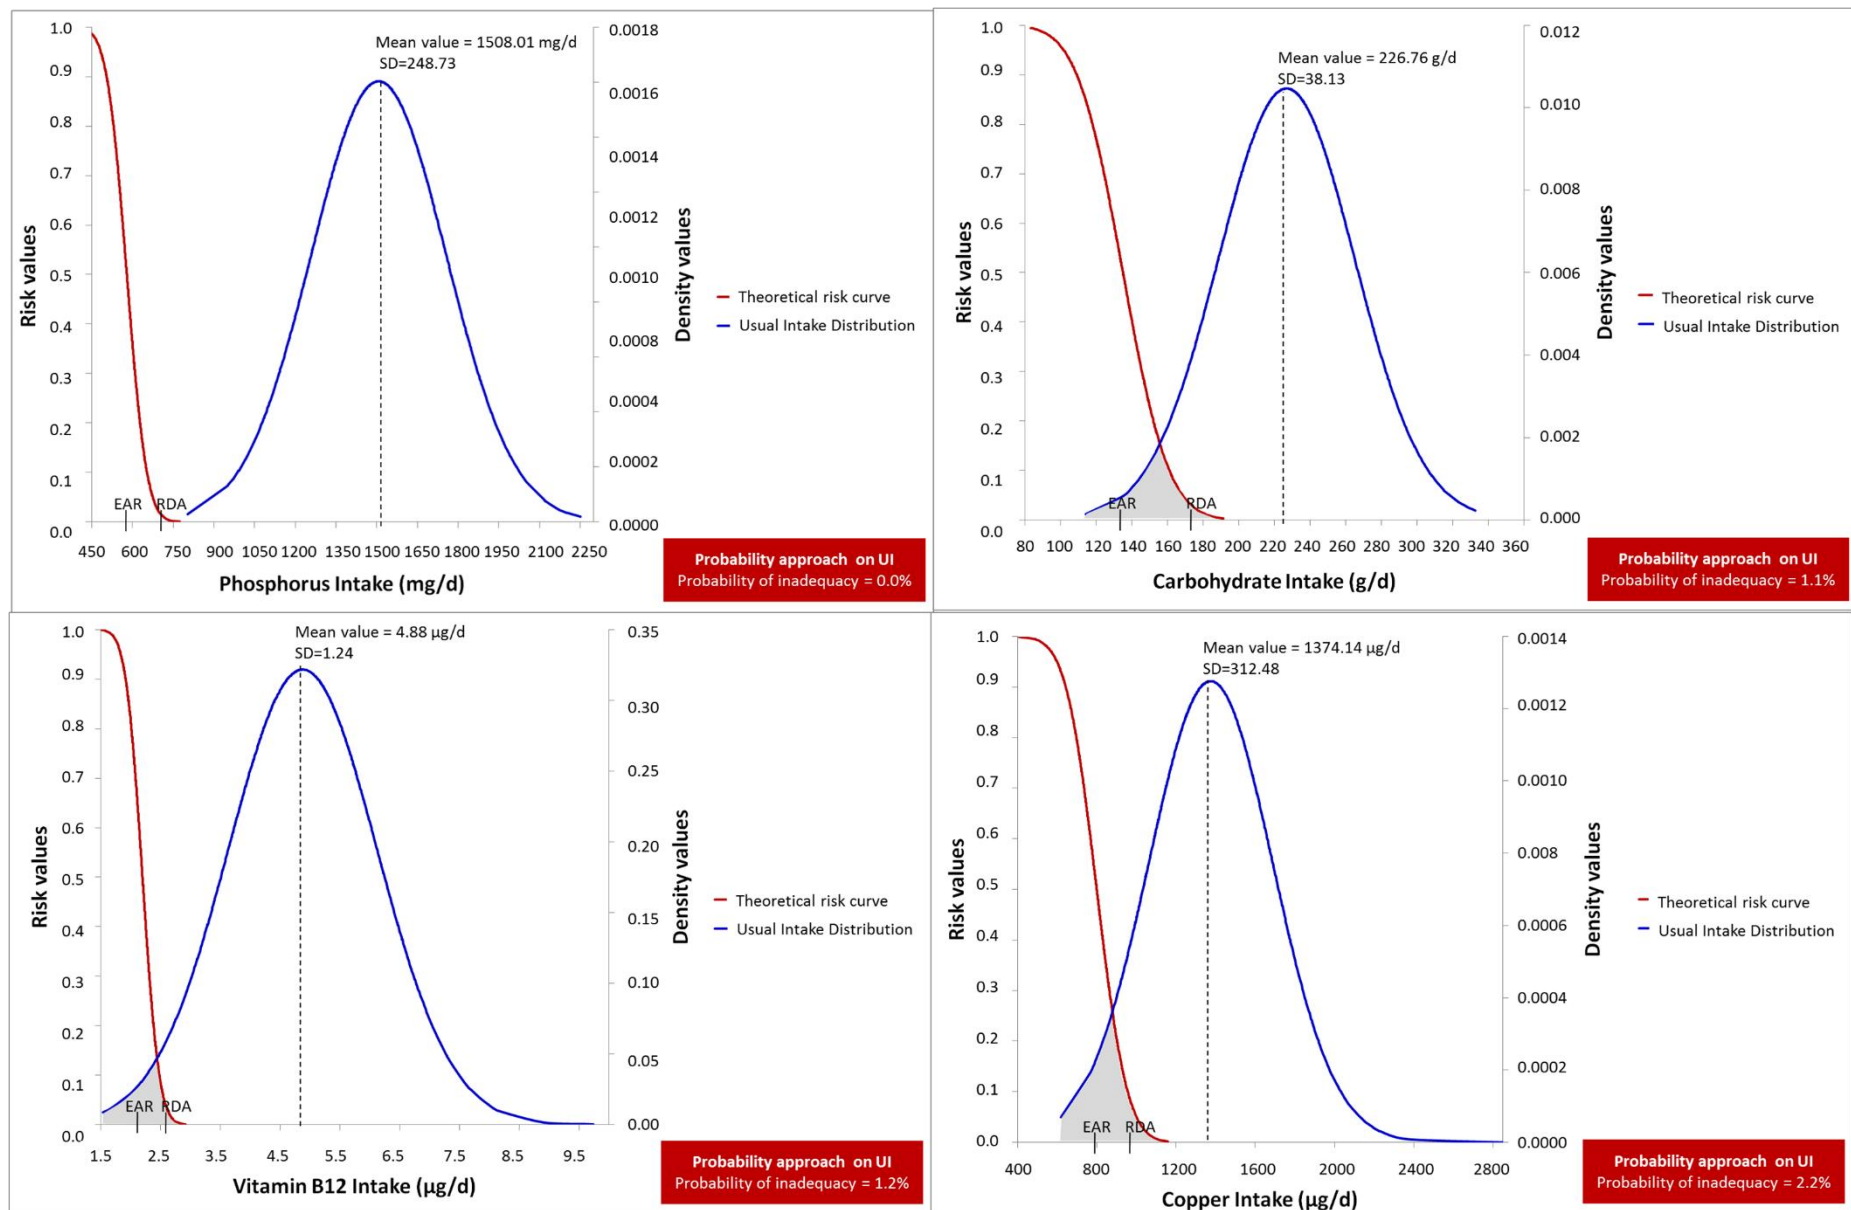 Mean value = 1508.01 mg/d
SD=248.73
1.0
0.9
0.8
0.7
0.6
0.5
0.4
0.3
0.2
0.1
0.0
Risk values
0.0018
0.0016
0.0014
0.0012
0.0010
0.0008
0.0006
0.0004
0.0002
0.0000
Density values
Theoretical risk curve
Usual Intake Distribution
EAR RDA
450 600 750 900 1050 1200 1350 1500 1650 1800 1950 2100 2250
Phosphorus Intake (mg/d)
Probability approach on UI
Probability of inadequacy = 0.0%
Mean value = 226.76 g/d
SD=38.13
1.0
0.9
0.8
0.7
0.6
0.5
0.4
0.3
0.2
0.1
0.0
Risk values
0.012
0.010
0.008
0.006
0.004
0.002
0.000
Density values
Theoretical risk curve
Usual Intake Distribution
EAR RDA
80 100 120 140 160 180 200 220 240 260 280 300 320 340 360
Carbohydrate Intake (g/d)
Probability approach on UI
Probability of inadequacy = 1.1%
Mean value = 4.88 µg/d
SD=1.24
1.0
0.9
0.8
0.7
0.6
0.5
0.4
0.3
0.2
0.1
0.0
Risk values
0.35
0.30
0.25
0.20
0.15
0.10
0.05
0.00
Density values
Theoretical risk curve
Usual Intake Distribution
EAR RDA
1.5 2.5 3.5 4.5 5.5 6.5 7.5 8.5 9.5
Vitamin B12 Intake (µg/d)
Probability approach on UI
Probability of inadequacy = 1.2%
Mean value = 1374.14 µg/d
SD=312.48
1.0
0.9
0.8
0.7
0.6
0.5
0.4
0.3
0.2
0.1
0.0
Risk values
0.0014
0.0012
0.0010
0.0008
0.0006
0.0004
0.0002
0.0000
Density values
Theoretical risk curve
Usual Intake Distribution
EAR RDA
400 800 1200 1600 2000 2400 2800
Copper Intake (µg/d)
Probability approach on UI
Probability of inadequacy = 2.2%